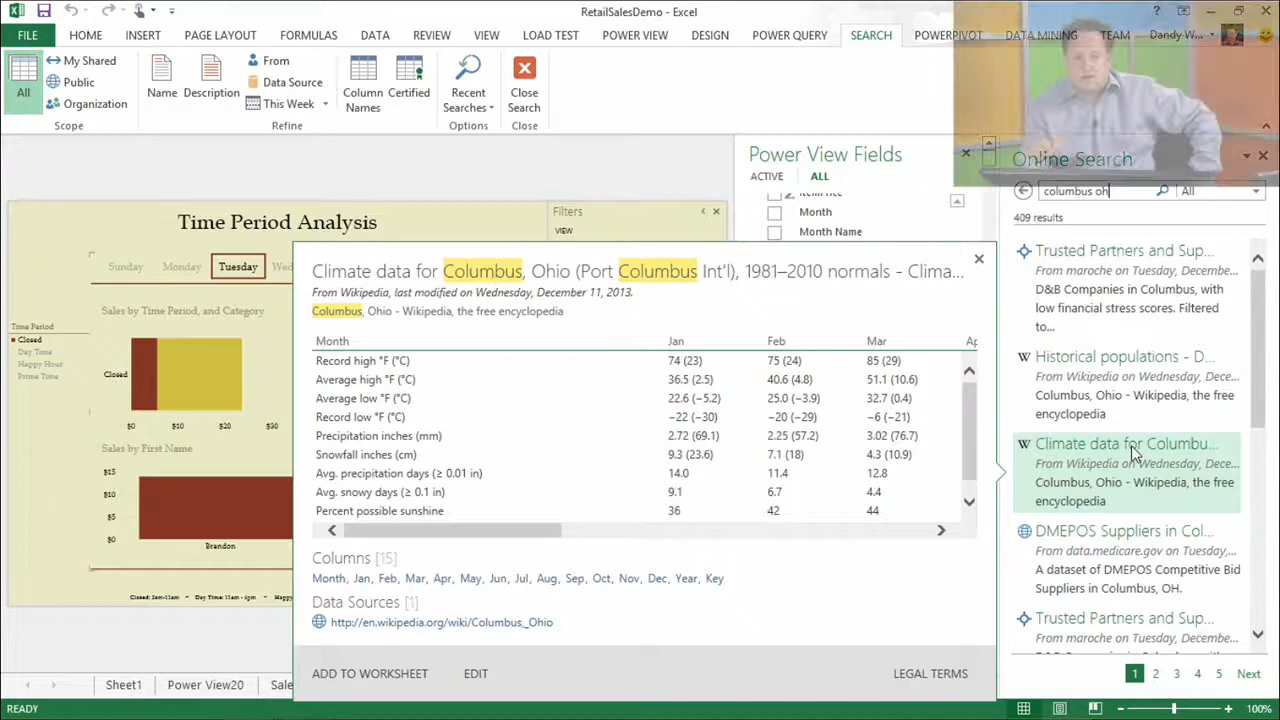 RetailSalesDemo - Excel
FILE HOME INSERT PAGE LAYOUT FORMULAS DATA REVIEW VIEW LOAD TEST POWER VIEW DESIGN POWER QUERY SEARCH POWERPIVOT DATA MINING TEAM Dandy W...
All
My Shared
Public
Organization
Scope
Name Description
From
Data Source
This Week
Refine
Column Names
Certified
Recent Searches
Options
Close Search
Close
Time Period Analysis
Sunday Monday Tuesday Wed
Sales by Time Period, and Category
Time Period
Closed
Day Time
Happy Hour
Prime Time
Closed
$0 $10 $20 $30
Sales by First Name
$15
$10
$5
$0
Brandon
Closed: 2am-11am - Day Time: 11am - 4pm - Happy
Filters
VIEW
Power View Fields
ACTIVE ALL
Month
Month Name
Climate data for Columbus, Ohio (Port Columbus Int'l), 1981–2010 normals - Clima...
From Wikipedia, last modified on Wednesday, December 11, 2013.
Columbus, Ohio - Wikipedia, the free encyclopedia
Month Jan Feb Mar Ap
Record high °F (°C) 74 (23) 75 (24) 85 (29)
Average high °F (°C) 36.5 (2.5) 40.6 (4.8) 51.1 (10.6)
Average low °F (°C) 22.6 (−5.2) 25.0 (−3.9) 32.7 (0.4)
Record low °F (°C) −22 (−30) −20 (−29) −6 (−21)
Precipitation inches (mm) 2.72 (69.1) 2.25 (57.2) 3.02 (76.7)
Snowfall inches (cm) 9.3 (23.6) 7.1 (18) 4.3 (10.9)
Avg. precipitation days (≥ 0.01 in) 14.0 11.4 12.8
Avg. snowy days (≥ 0.1 in) 9.1 6.7 4.4
Percent possible sunshine 36 42 44
Columns [15]
Month, Jan, Feb, Mar, Apr, May, Jun, Jul, Aug, Sep, Oct, Nov, Dec, Year, Key
Data Sources [1]
http://en.wikipedia.org/wiki/Columbus,_Ohio
ADD TO WORKSHEET EDIT LEGAL TERMS
Online Search
columbus oh All
409 results
Trusted Partners and Sup...
From maroche on Tuesday, Decembe...
D&B Companies in Columbus, with
low financial stress scores. Filtered
to...
Historical populations - D...
From Wikipedia on Wednesday, Dece...
Columbus, Ohio - Wikipedia, the free
encyclopedia
Climate data for Columbu...
From Wikipedia on Wednesday, Dece...
Columbus, Ohio - Wikipedia, the free
encyclopedia
DMEPOS Suppliers in Col...
From data.medicare.gov on Tuesday,...
A dataset of DMEPOS Competitive Bid
Suppliers in Columbus, OH.
Trusted Partners and Sup...
From maroche on Tuesday, Decembe...
1 2 3 4 5 Next
Sheet1 Power View20 Sale
READY
100%